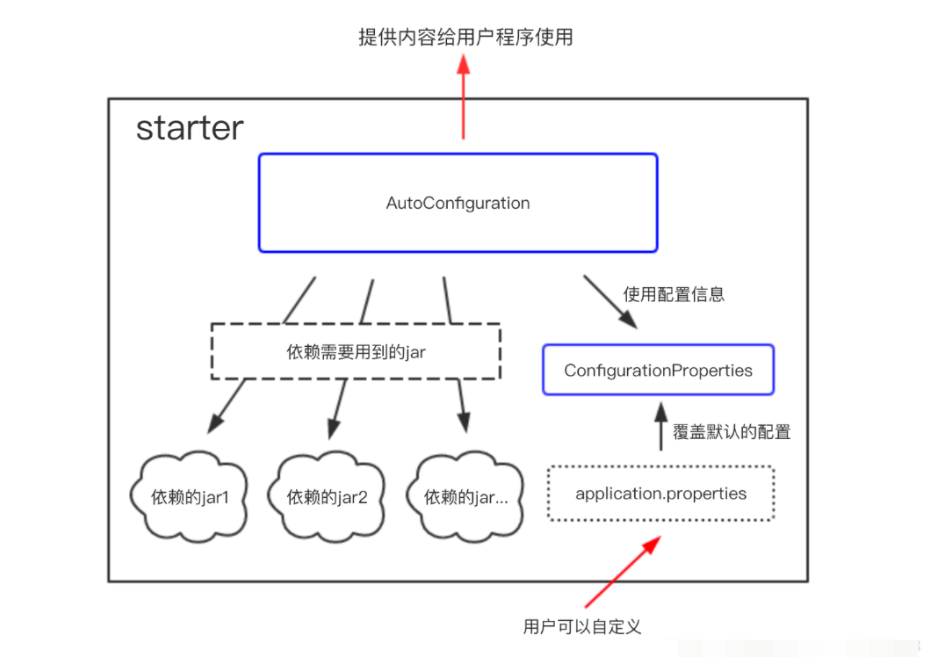 提供内容给用户程序使用
starter
AutoConfiguration
使用配置信息
依赖需要用到的jar
ConfigurationProperties
覆盖默认的配置
依赖的jar1
依赖的jar2
依赖的jar...
application.properties
用户可以自定义